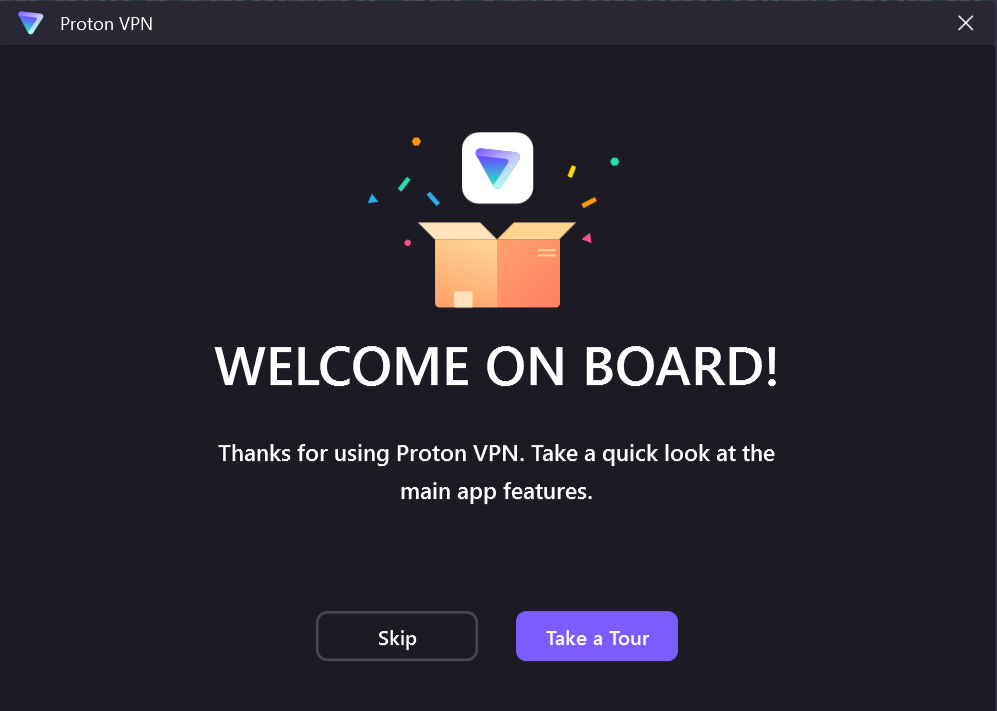 Proton VPN
WELCOME ON BOARD!
Thanks for using Proton VPN. Take a quick look at the
main app features.
Skip
Take a Tour